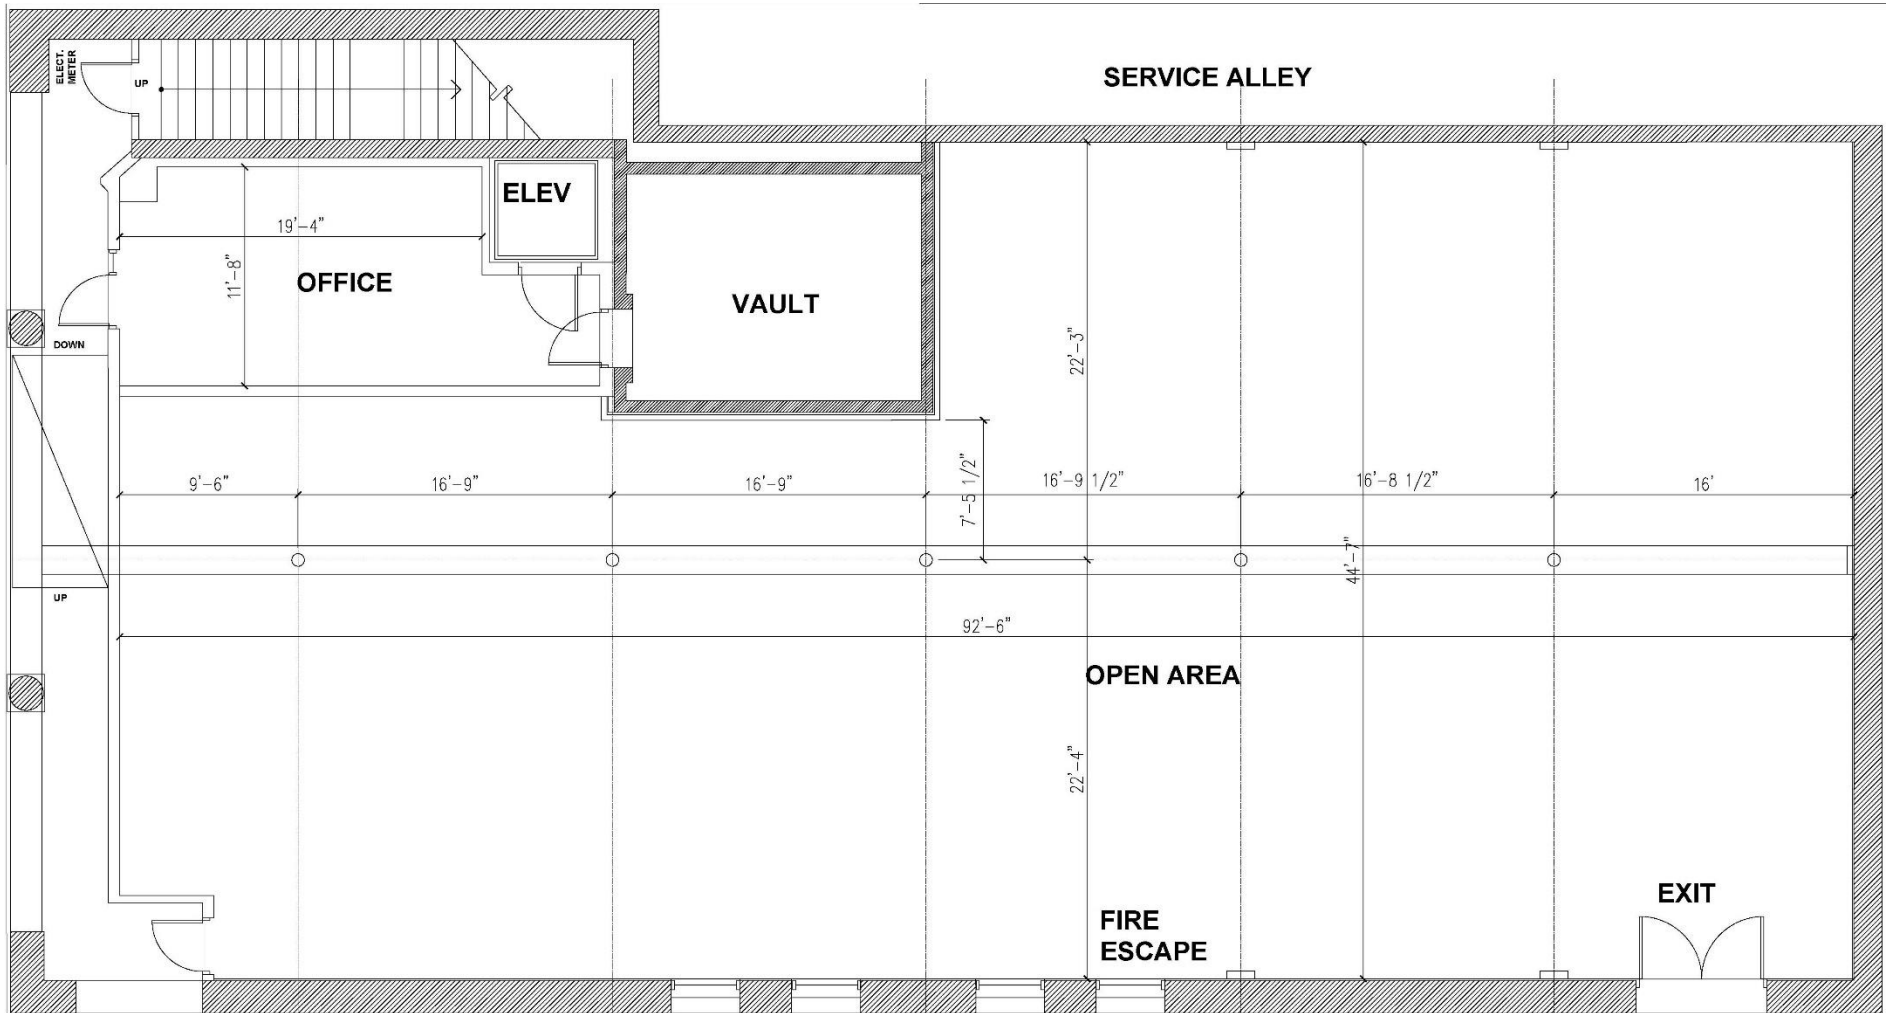 ELECT.
METER
UP
SERVICE ALLEY
ELEV
19'-4"
11'-8"
OFFICE
VAULT
DOWN
22'-3"
9'-6"
16'-9"
16'-9"
7'-5 1/2"
16'-9 1/2"
16'-8 1/2"
16'
44'-7"
UP
92'-6"
OPEN AREA
22'-4"
EXIT
FIRE
ESCAPE